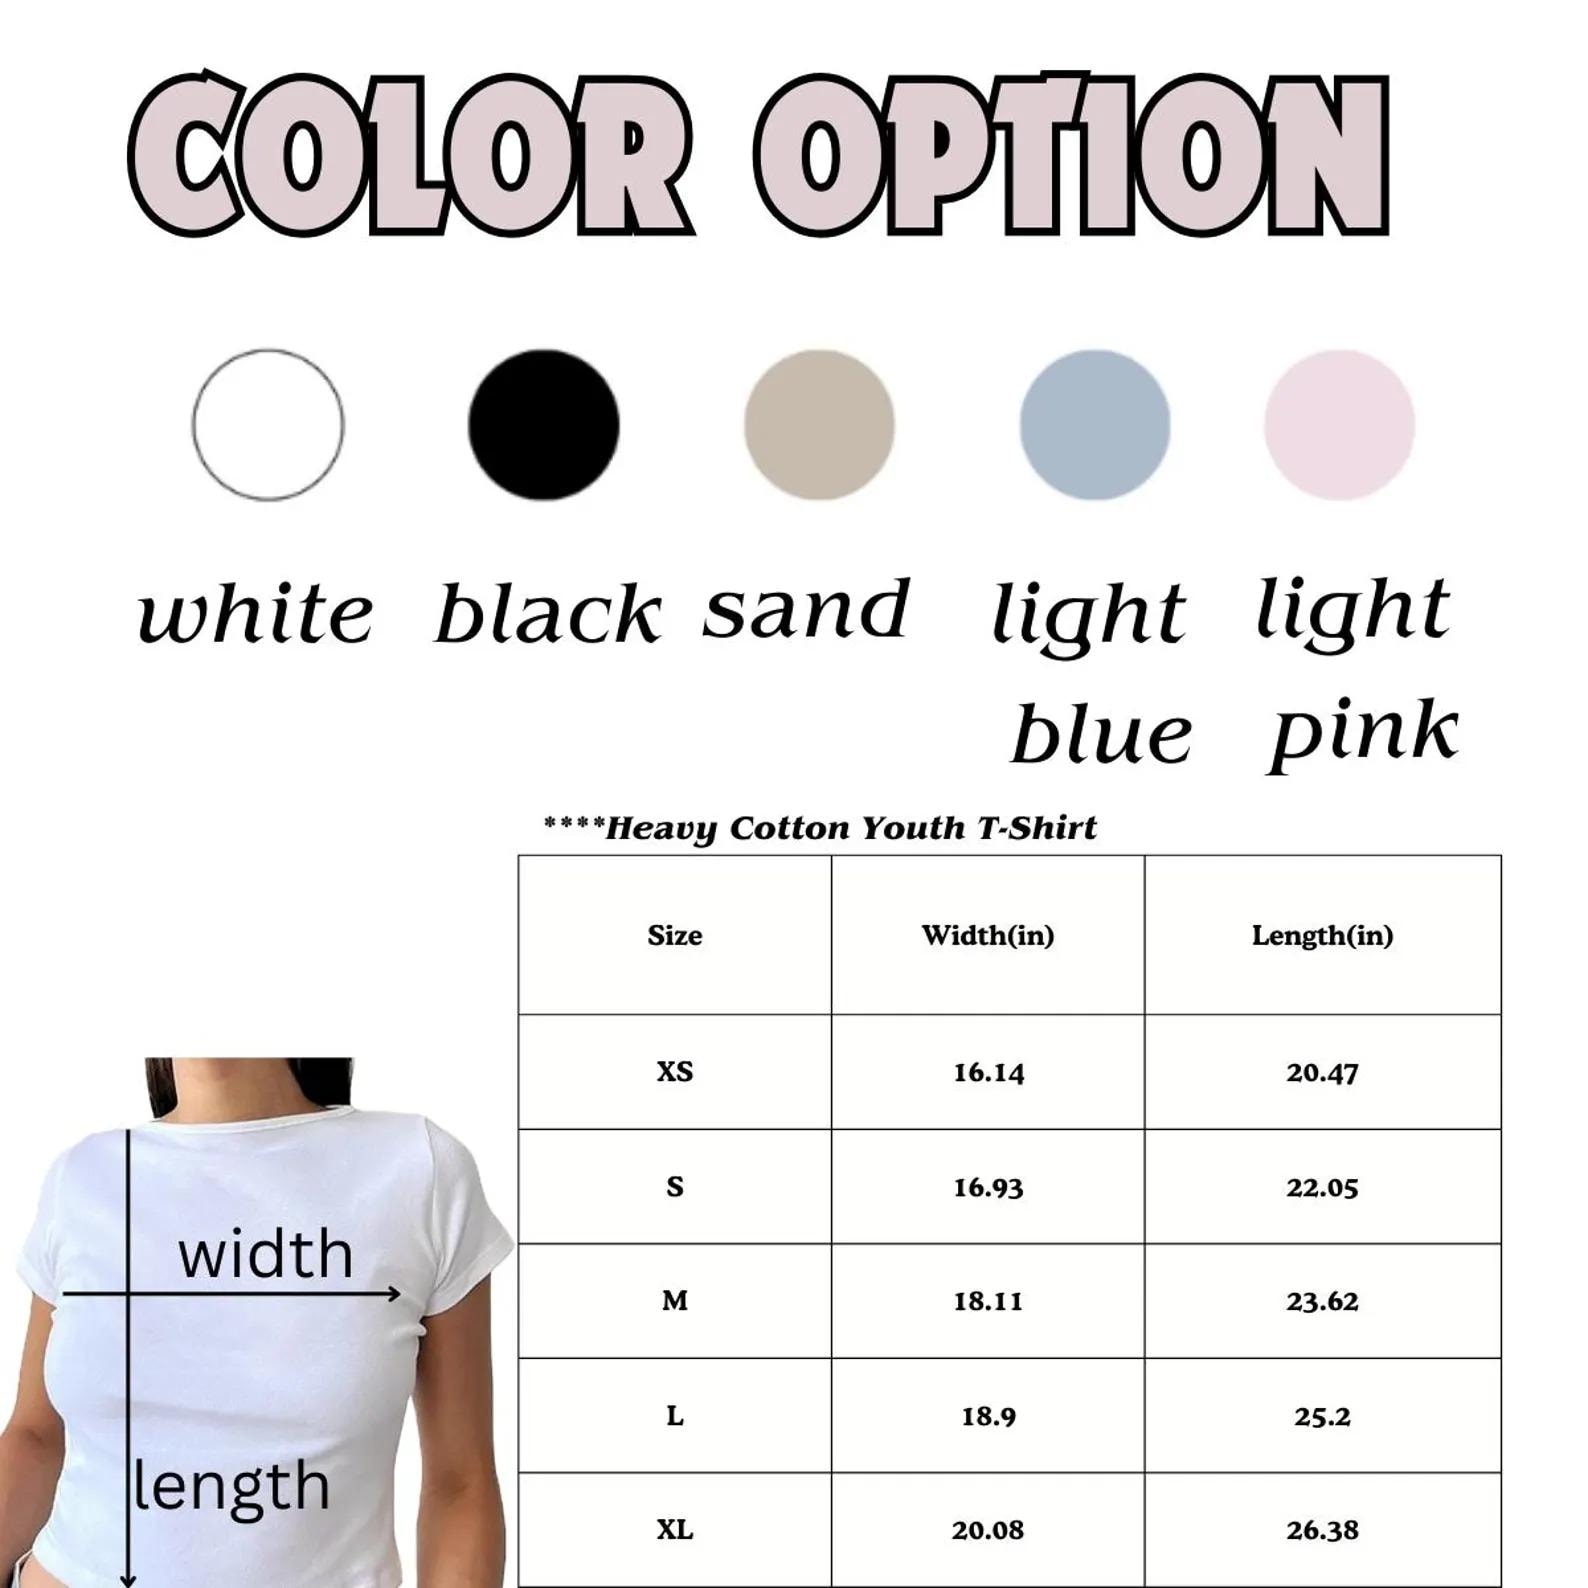 COLOR OPTION
white black sand light light
blue pink
****Heavy Cotton Youth T-Shirt
Size Width(in) Length(in)
XS 16.14 20.47
S 16.93 22.05
M 18.11 23.62
L 18.9 25.2
XL 20.08 26.38
width
length